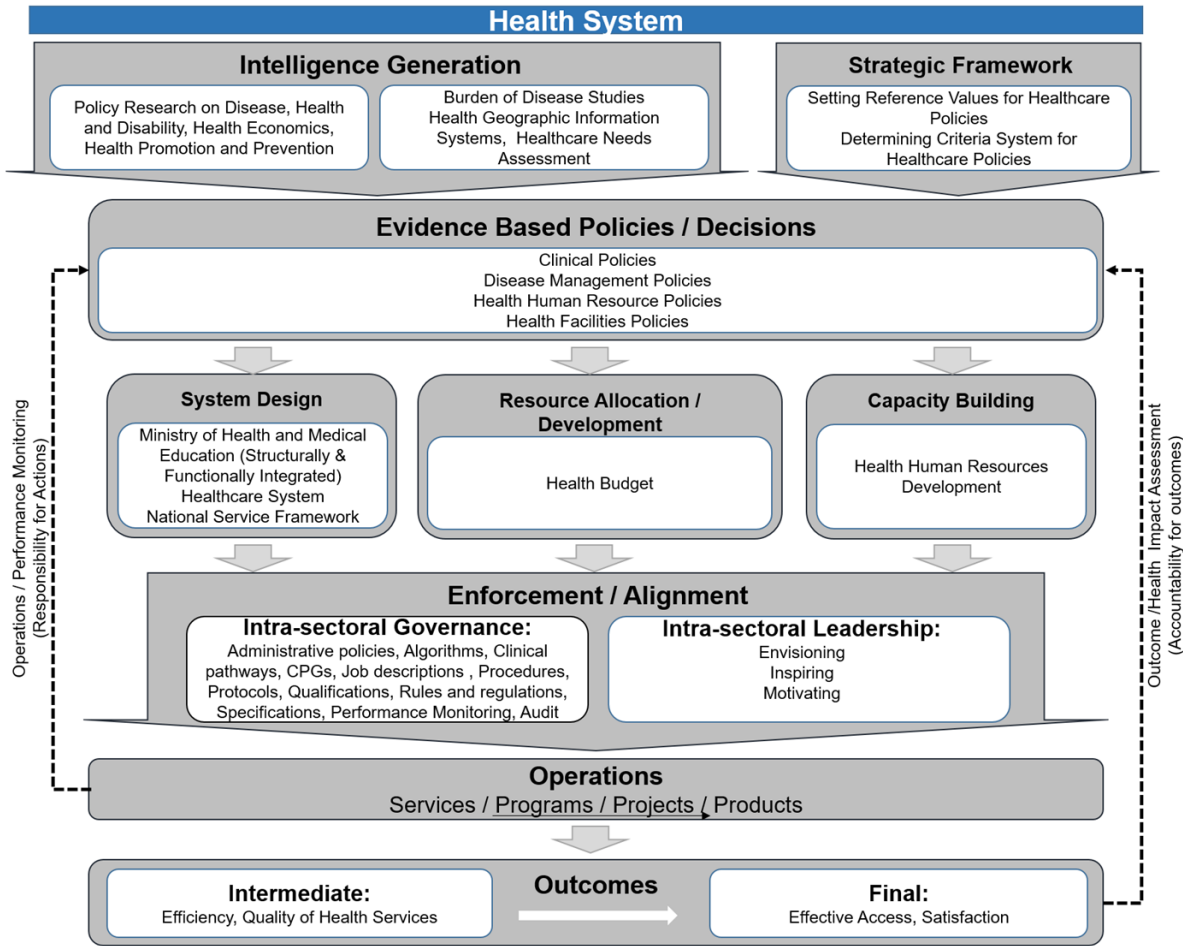 Health System
Intelligence Generation
Policy Research on Disease, Health
and Disability, Health Economics,
Health Promotion and Prevention
Burden of Disease Studies
Health Geographic Information
Systems, Healthcare Needs
Assessment
Strategic Framework
Setting Reference Values for Healthcare
Policies
Determining Criteria System for
Healthcare Policies
Evidence Based Policies / Decisions
Clinical Policies
Disease Management Policies
Health Human Resource Policies
Health Facilities Policies
System Design
Ministry of Health and Medical
Education (Structurally &
Functionally Integrated)
Healthcare System
National Service Framework
Resource Allocation /
Development
Health Budget
Capacity Building
Health Human Resources
Development
Enforcement / Alignment
Intra-sectoral Governance:
Administrative policies, Algorithms, Clinical
pathways, CPGs, Job descriptions , Procedures,
Protocols, Qualifications, Rules and regulations,
Specifications, Performance Monitoring, Audit
Intra-sectoral Leadership:
Envisioning
Inspiring
Motivating
Operations
Services / Programs / Projects / Products
Outcomes
Intermediate:
Efficiency, Quality of Health Services
Final:
Effective Access, Satisfaction
Operations / Performance Monitoring
(Responsibility for Actions)
Outcome /Health Impact Assessment
(Accountability for outcomes)